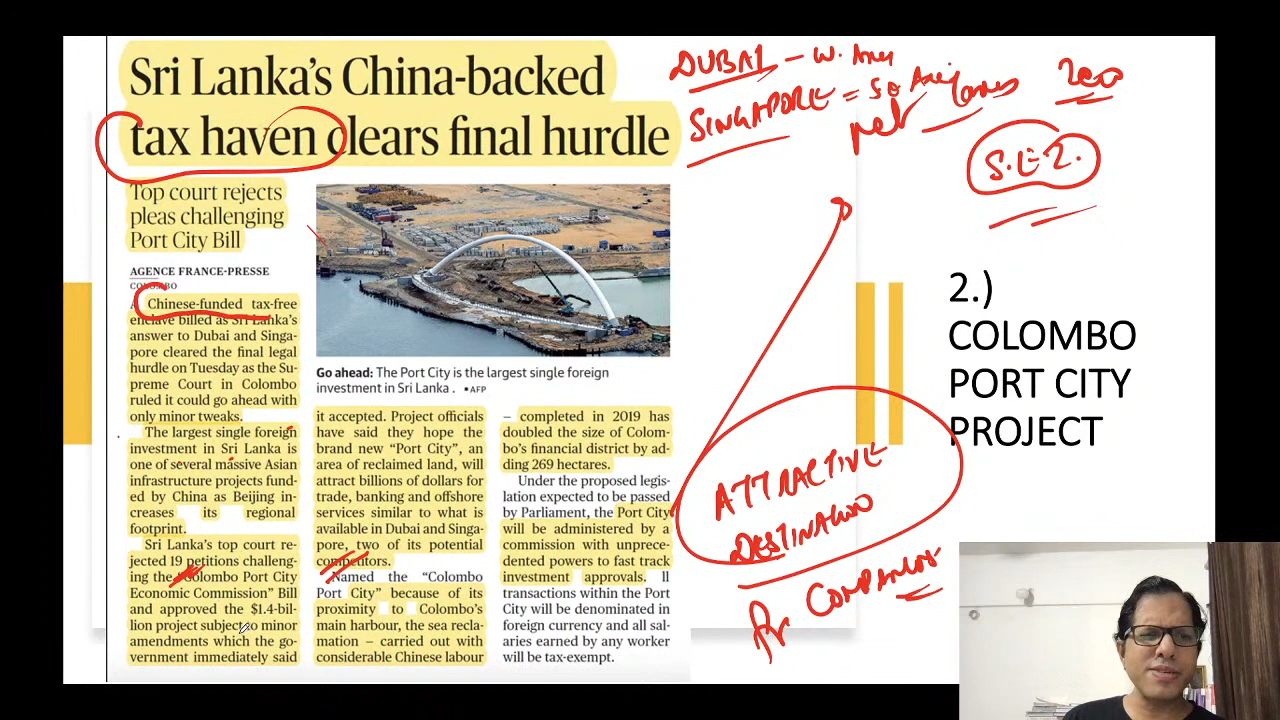 Sri Lanka's China-backed
tax haven clears final hurdle
Top court rejects
pleas challenging
Port City Bill
AGENCE FRANCE-PRESSE
COLOMBO
A Chinese-funded tax-free
enclave billed as Sri Lanka's
answer to Dubai and Singa-
pore cleared the final legal
hurdle on Tuesday as the Su-
preme Court in Colombo
ruled it could go ahead with
only minor tweaks.
The largest single foreign
investment in Sri Lanka is
one of several massive Asian
infrastructure projects fund-
ed by China as Beijing in-
creases its regional
footprint.
Sri Lanka's top court re-
jected 19 petitions challeng-
ing the "Colombo Port City
Economic Commission" Bill
and approved the $1.4-bil-
lion project subject to minor
amendments which the go-
vernment immediately said
Go ahead: The Port City is the largest single foreign
investment in Sri Lanka . ▪AFP
it accepted. Project officials
have said they hope the
brand new "Port City", an
area of reclaimed land, will
attract billions of dollars for
trade, banking and offshore
services similar to what is
available in Dubai and Singa-
pore, two of its potential
competitors.
Named the "Colombo
Port City" because of its
proximity to Colombo's
main harbour, the sea recla-
mation – carried out with
considerable Chinese labour
– completed in 2019 has
doubled the size of Colom-
bo's financial district by ad-
ding 269 hectares.
Under the proposed legis-
lation expected to be passed
by Parliament, the Port City
will be administered by a
commission with unprece-
dented powers to fast track
investment approvals. ll
transactions within the Port
City will be denominated in
foreign currency and all sal-
aries earned by any worker
will be tax-exempt.
DUBAI – W.
SINGAPORE =
S.E2.
ATTRACTIVE
2.)
COLOMBO
PORT CITY
PROJECT